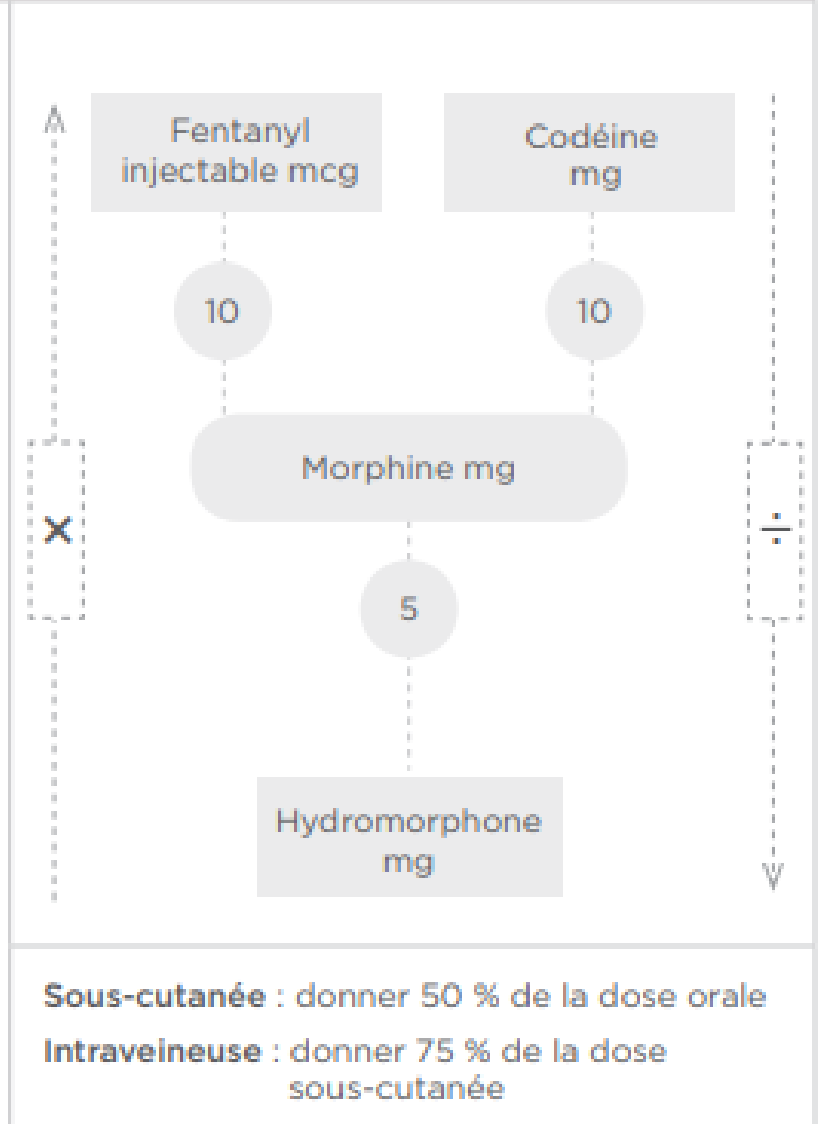 Fentanyl
injectable mcg
Codéine
mg
10
10
Morphine mg
×
÷
5
Hydromorphone
mg
Sous-cutanée : donner 50 % de la dose orale
Intraveineuse : donner 75 % de la dose
sous-cutanée